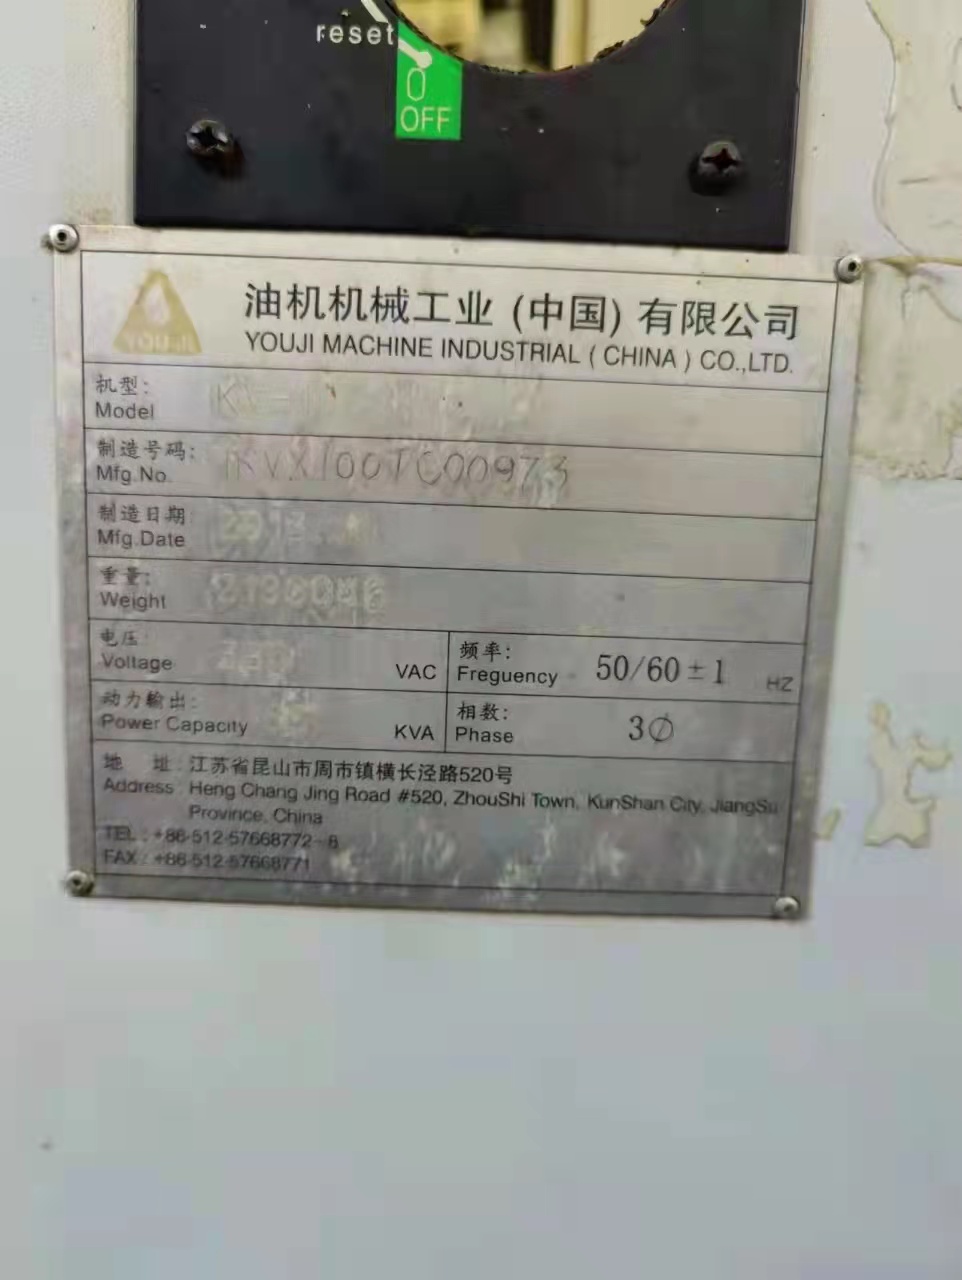 reset
0
OFF
YOUJI
油机机械工业 (中国) 有限公司
YOUJI MACHINE INDUSTRIAL ( CHINA ) CO.,LTD.
机型:
Model
制造号码:
Mfg.No.
制造日期
Mfg.Date
重量:
Weight
电压
Voltage VAC
频率:
Freguency 50/60±1 HZ
动力输出:
Power Capacity KVA
相数:
Phase 3∅
地 址: 江苏省昆山市周市镇横长泾路520号
Address: Heng Chang Jing Road #520, ZhouShi Town, KunShan City, JiangSu
Province, China
TEL : +86-512-57668772-8
FAX : +86-512-57668771